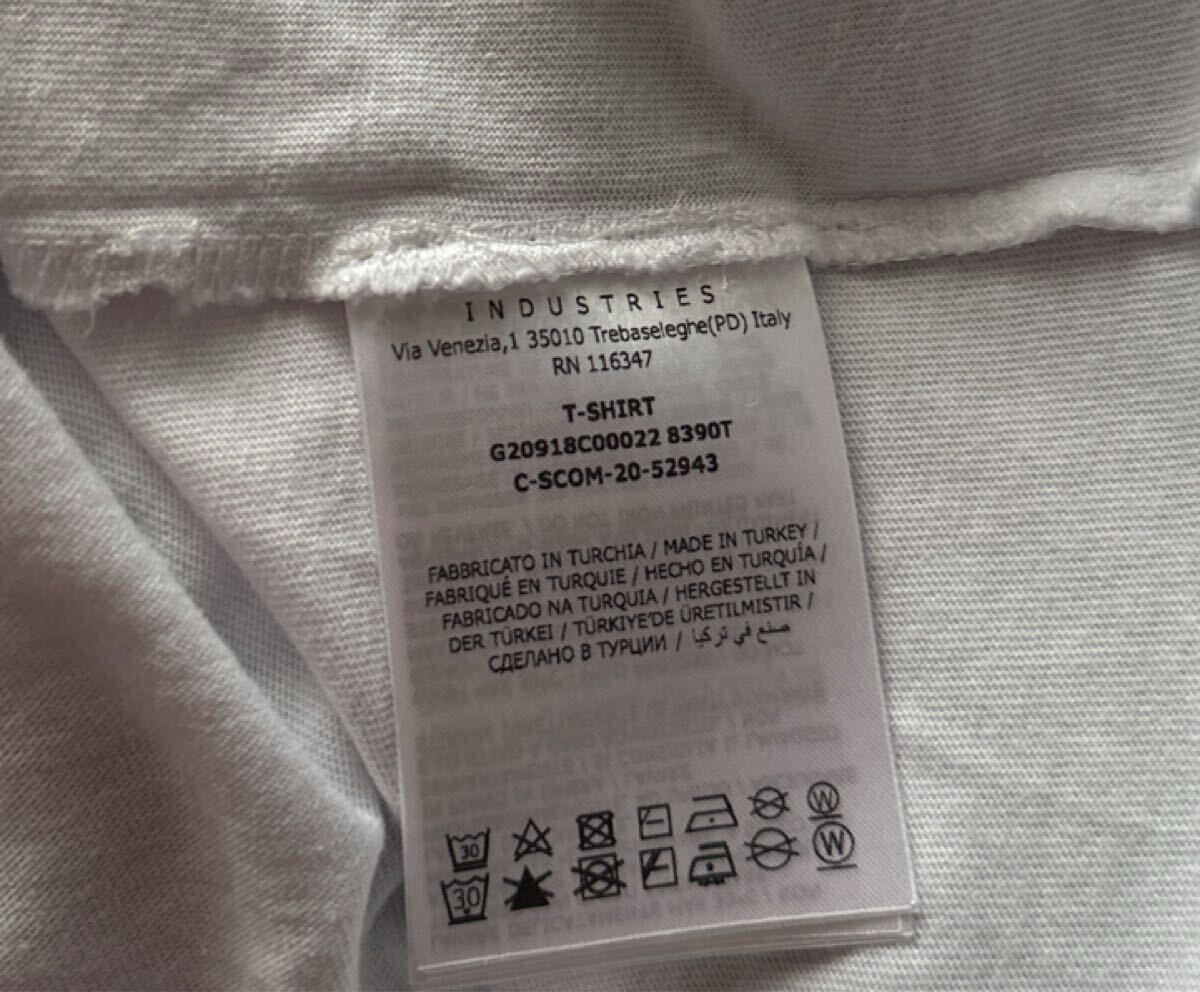 INDUSTRIES
Via Venezia,1 35010 Trebaseleghe(PD) Italy
RN 116347
T-SHIRT
G20918C00022 8390T
C-SCOM-20-52943
FABBRICATO IN TURCHIA / MADE IN TURKEY /
FABRIQUÉ EN TURQUIE / HECHO EN TURQUÍA /
FABRICADO NA TURQUIA / HERGESTELLT IN
DER TÜRKEI / TÜRKIYE'DE ÜRETILMISTIR /
СДЕЛАНО В ТУРЦИИ / صنع في تركيا
30 W
30 W